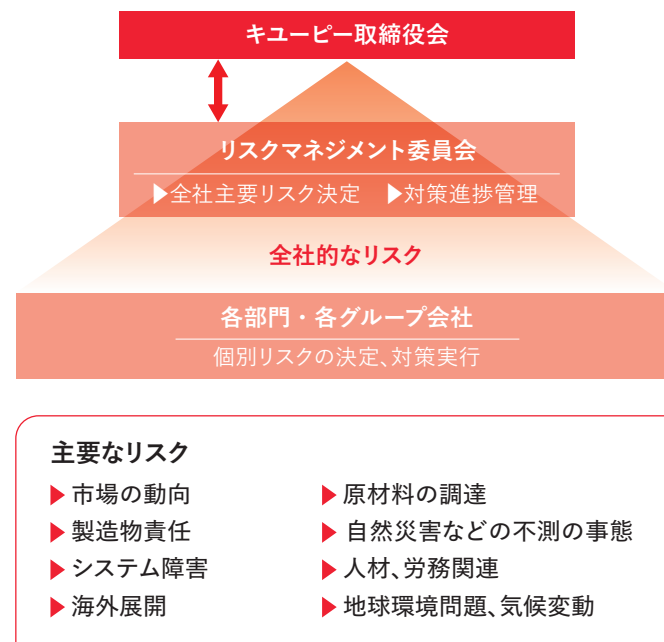 キユーピー取締役会
リスクマネジメント委員会
▶全社主要リスク決定 ▶対策進捗管理
全社的なリスク
各部門・各グループ会社
個別リスクの決定、対策実行
主要なリスク
▶市場の動向
▶製造物責任
▶システム障害
▶海外展開
▶原材料の調達
▶自然災害などの不測の事態
▶人材、労務関連
▶地球環境問題、気候変動